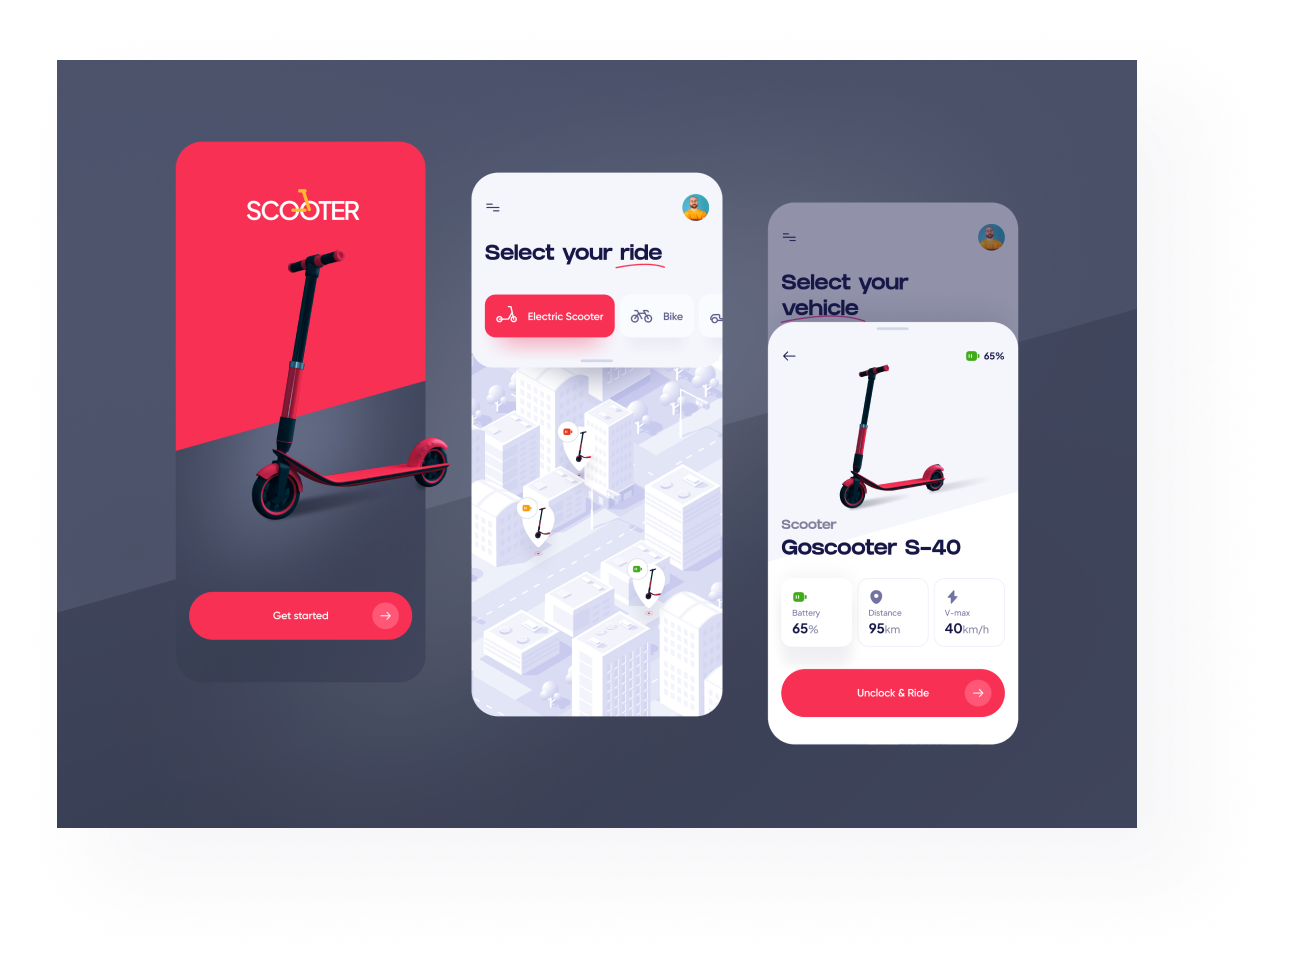 SCOOTER
Get started
Select your ride
Electric Scooter
Bike
Select your
vehicle
65%
Scooter
Goscooter S-40
Battery
65%
Distance
95km
V-max
40km/h
Unclock & Ride